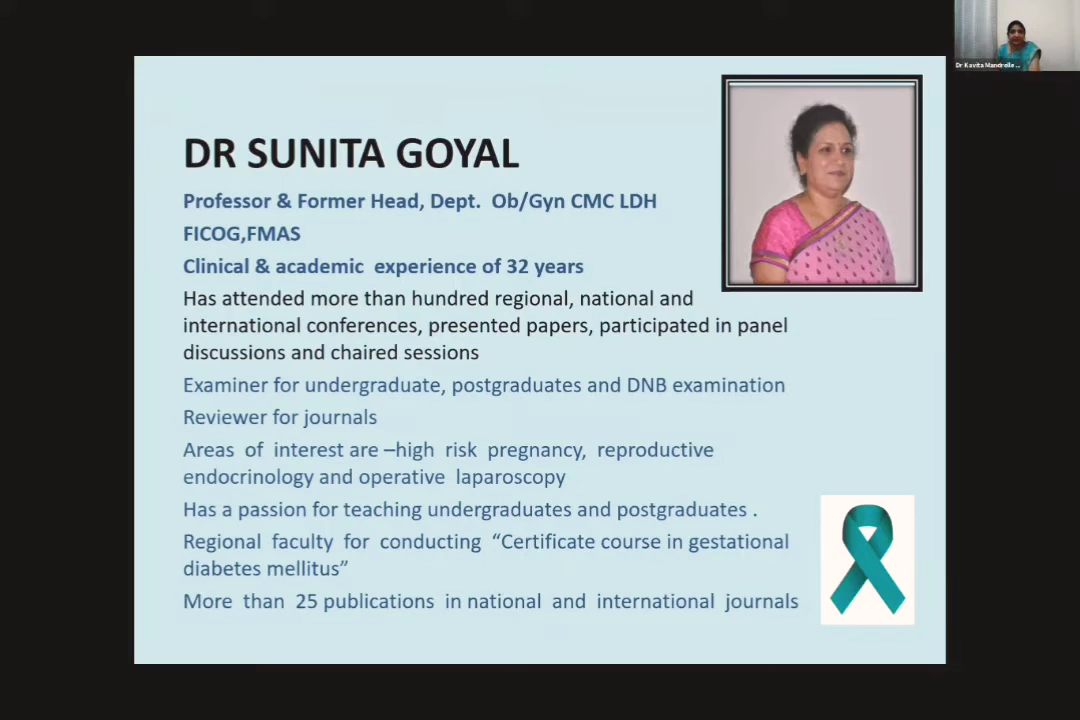 Dr Kavita Mandrelle ...
DR SUNITA GOYAL
Professor & Former Head, Dept. Ob/Gyn CMC LDH
FICOG,FMAS
Clinical & academic experience of 32 years
Has attended more than hundred regional, national and
international conferences, presented papers, participated in panel
discussions and chaired sessions
Examiner for undergraduate, postgraduates and DNB examination
Reviewer for journals
Areas of interest are –high risk pregnancy, reproductive
endocrinology and operative laparoscopy
Has a passion for teaching undergraduates and postgraduates .
Regional faculty for conducting “Certificate course in gestational
diabetes mellitus”
More than 25 publications in national and international journals